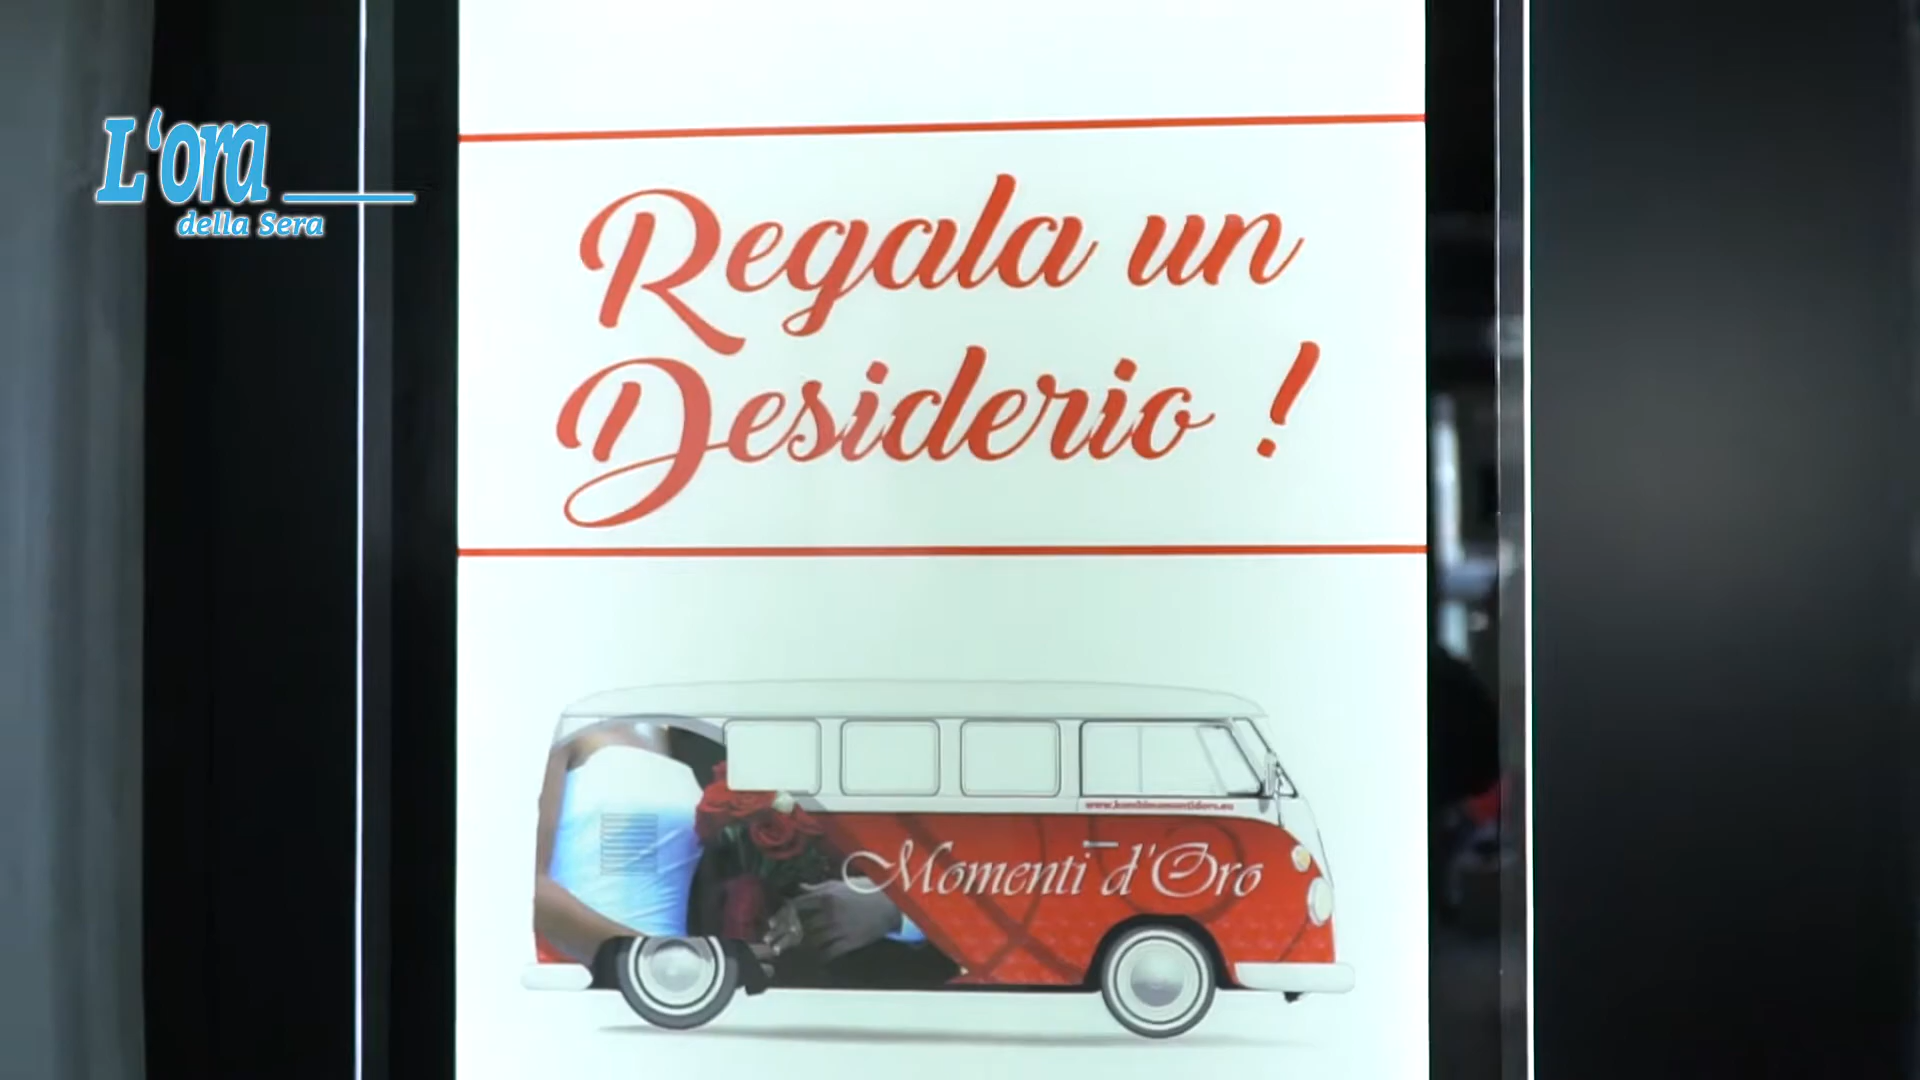 L'ora
della Sera
Regala un
Desiderio !
Momenti d'Oro